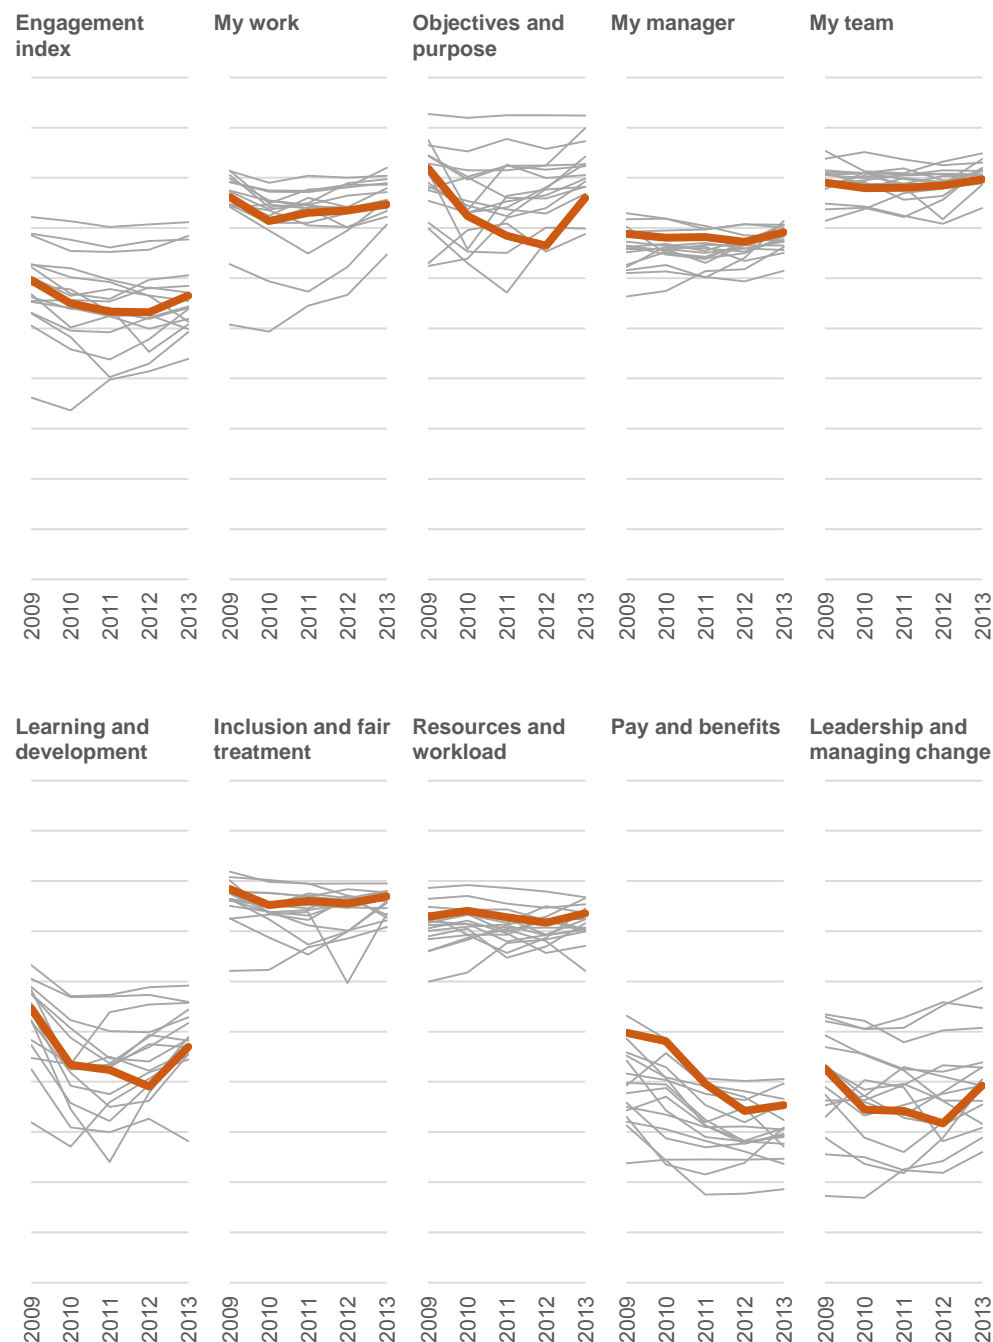 Engagement
index
My work
Objectives and
purpose
My manager
My team
2009 2010 2011 2012 2013
2009 2010 2011 2012 2013
2009 2010 2011 2012 2013
2009 2010 2011 2012 2013
2009 2010 2011 2012 2013
Learning and
development
Inclusion and fair
treatment
Resources and
workload
Pay and benefits
Leadership and
managing change
2009 2010 2011 2012 2013
2009 2010 2011 2012 2013
2009 2010 2011 2012 2013
2009 2010 2011 2012 2013
2009 2010 2011 2012 2013